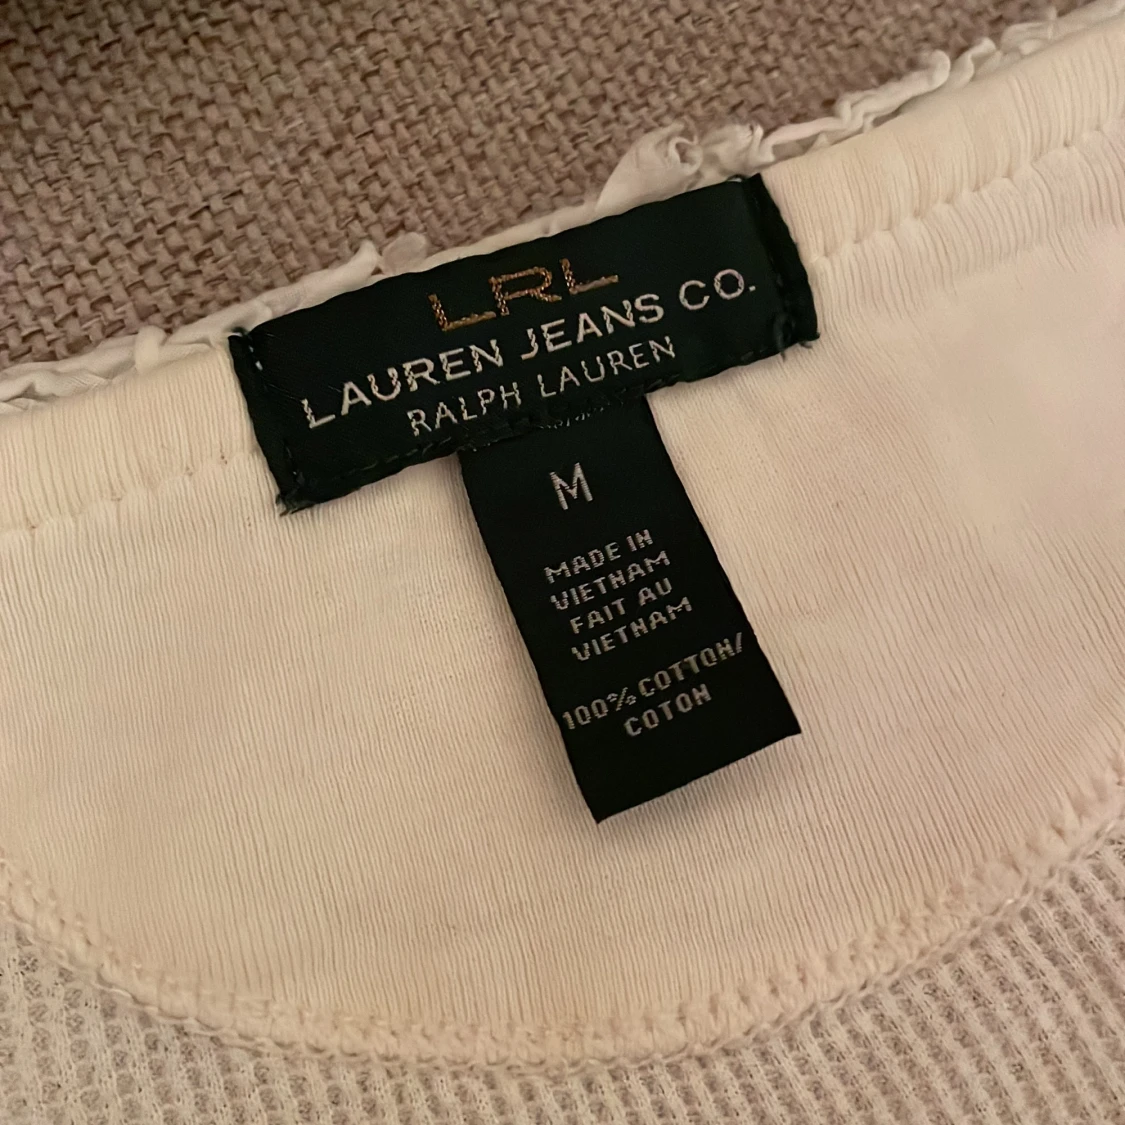 LRL
LAUREN JEANS CO.
RALPH LAUREN
M
MADE IN
VIETNAM
FAIT AU
VIETNAM
100% COTTON/
COTON